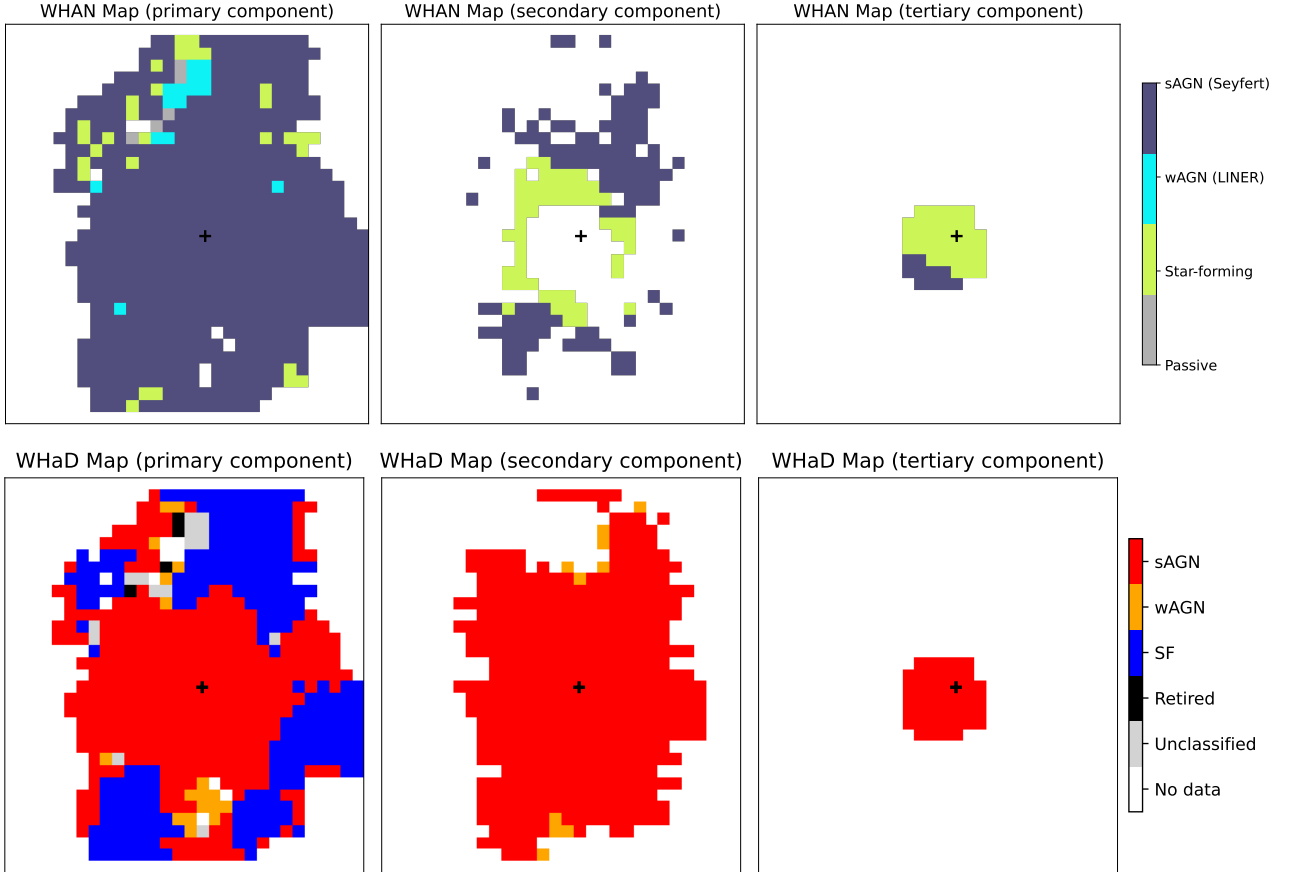 WHAN Map (primary component)
WHAN Map (secondary component)
WHAN Map (tertiary component)
sAGN (Seyfert)
wAGN (LINER)
Star-forming
Passive
WHaD Map (primary component)
WHaD Map (secondary component)
WHaD Map (tertiary component)
sAGN
wAGN
SF
Retired
Unclassified
No data